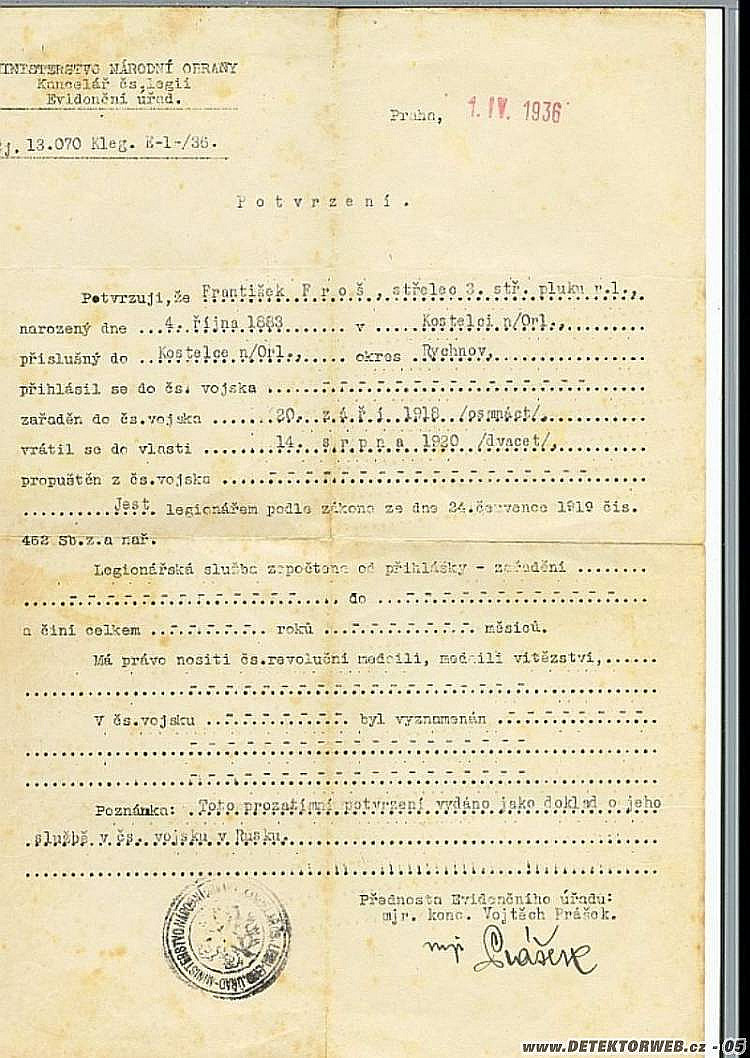 MINISTERSTVO NÁRODNÍ OBRANY
Kancelář čs.legií
Evidenční úřad.
Praha, 1. IV. 1936
čj. 13.070 Kleg. E-1-/36.
Potvrzení.
Potvrzuji, že František Froš, střelec 3. stř. pluku r.l.,
narozený dne ...4. října 1883......... v .....Kostelci n/Orl.,
příslušný do ..Kostelce n/Orl.,..... okres .Rychnov,
přihlásil se do čs. vojska ..- - - - - - - - - - - - - -
zařaděn do čs.vojska .......20. září 1918 /osmnáct/,
vrátil se do vlasti .......14. srpna 1920 /dvacet/,
propuštěn z čs.vojska ..- - - - - - - - - - - - - -
..........Jest. legionářem podle zákona ze dne 24.července 1919 čís.
462 Sb.z.a nař.
Legionářská služba započtena od přihlášky - zařadění ........
....- - - - - - - - - - - - .... do ...- - - - - - - - - - - -
a činí celkem ..- - - - - .. roků ..- - - - - - .. měsíců.
Má právo nositi čs.revoluční medaili, medaili vítězství,......
- - - - - - - - - - - - - - -
V čs.vojsku ..- - - - - - - .. byl vyznamenán .- - - - - - - -
- - - - - - - - - - - - - - -
- - - - - - - - - - - - - - -
Poznámka: .Toto prozatimní potvrzení vydáno jako doklad o jeho
.službě v čs. vojsku v Rusku.
Přednosta Evidenčního úřadu:
mjr. konc. Vojtěch Prášek.
mjr Prášek
www.DETEKTORWEB.cz - 05